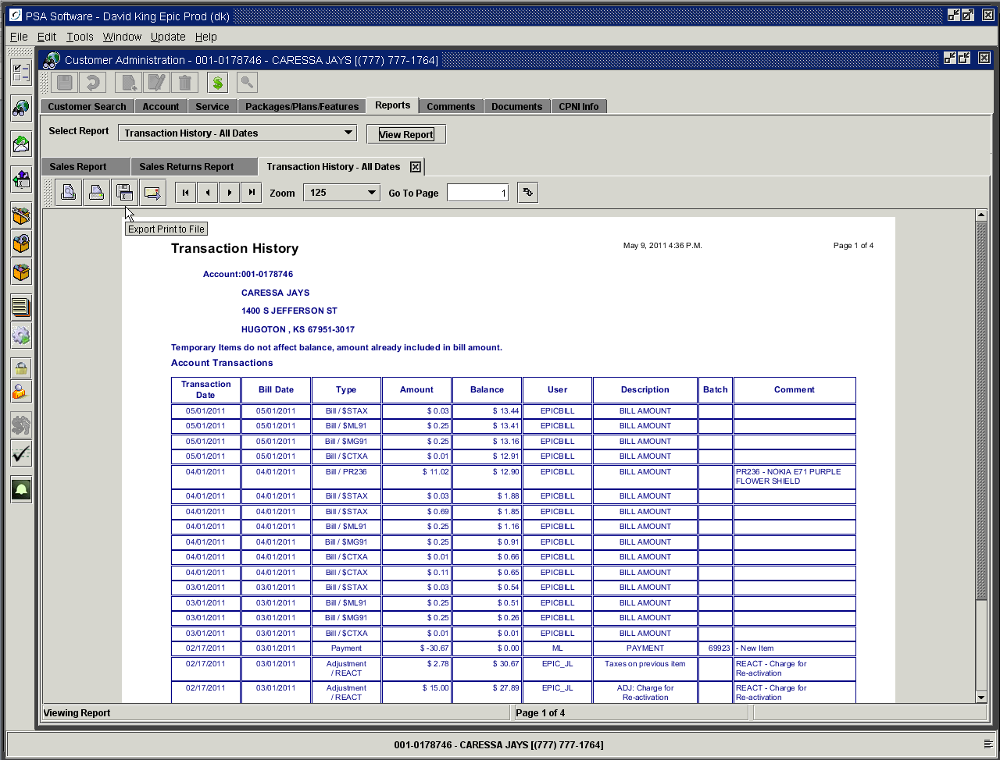 PSA Software - David King Epic Prod (dk)
File Edit Tools Window Update Help
Customer Administration - 001-0178746 - CARESSA JAYS [(777) 777-1764]
Customer Search Account Service Packages/Plans/Features Reports Comments Documents CPNI Info
Select Report Transaction History - All Dates View Report
Sales Report Sales Returns Report Transaction History - All Dates
Zoom 125 Go To Page 1
Export Print to File
Transaction History May 9, 2011 4:36 P.M. Page 1 of 4
Account:001-0178746
CARESSA JAYS
1400 S JEFFERSON ST
HUGOTON , KS 67951-3017
Temporary Items do not affect balance, amount already included in bill amount.
Account Transactions
Transaction Date Bill Date Type Amount Balance User Description Batch Comment
05/01/2011 05/01/2011 Bill / $STAX $ 0.03 $ 13.44 EPICBILL BILL AMOUNT
05/01/2011 05/01/2011 Bill / $ML91 $ 0.25 $ 13.41 EPICBILL BILL AMOUNT
05/01/2011 05/01/2011 Bill / $MG91 $ 0.25 $ 13.16 EPICBILL BILL AMOUNT
05/01/2011 05/01/2011 Bill / $CTXA $ 0.01 $ 12.91 EPICBILL BILL AMOUNT
04/01/2011 04/01/2011 Bill / PR236 $ 11.02 $ 12.90 EPICBILL BILL AMOUNT PR236 - NOKIA E71 PURPLE FLOWER SHIELD
04/01/2011 04/01/2011 Bill / $STAX $ 0.03 $ 1.88 EPICBILL BILL AMOUNT
04/01/2011 04/01/2011 Bill / $STAX $ 0.69 $ 1.85 EPICBILL BILL AMOUNT
04/01/2011 04/01/2011 Bill / $ML91 $ 0.25 $ 1.16 EPICBILL BILL AMOUNT
04/01/2011 04/01/2011 Bill / $MG91 $ 0.25 $ 0.91 EPICBILL BILL AMOUNT
04/01/2011 04/01/2011 Bill / $CTXA $ 0.01 $ 0.66 EPICBILL BILL AMOUNT
04/01/2011 04/01/2011 Bill / $CTXA $ 0.11 $ 0.65 EPICBILL BILL AMOUNT
03/01/2011 03/01/2011 Bill / $STAX $ 0.03 $ 0.54 EPICBILL BILL AMOUNT
03/01/2011 03/01/2011 Bill / $ML91 $ 0.25 $ 0.51 EPICBILL BILL AMOUNT
03/01/2011 03/01/2011 Bill / $MG91 $ 0.25 $ 0.26 EPICBILL BILL AMOUNT
03/01/2011 03/01/2011 Bill / $CTXA $ 0.01 $ 0.01 EPICBILL BILL AMOUNT
02/17/2011 03/01/2011 Payment $ -30.67 $ 0.00 ML PAYMENT 69923 - New Item
02/17/2011 03/01/2011 Adjustment / REACT $ 2.78 $ 30.67 EPIC_JL Taxes on previous item REACT - Charge for Re-activation
02/17/2011 03/01/2011 Adjustment / REACT $ 15.00 $ 27.89 EPIC_JL ADJ: Charge for Re-activation REACT - Charge for Re-activation
Viewing Report Page 1 of 4
001-0178746 - CARESSA JAYS [(777) 777-1764]